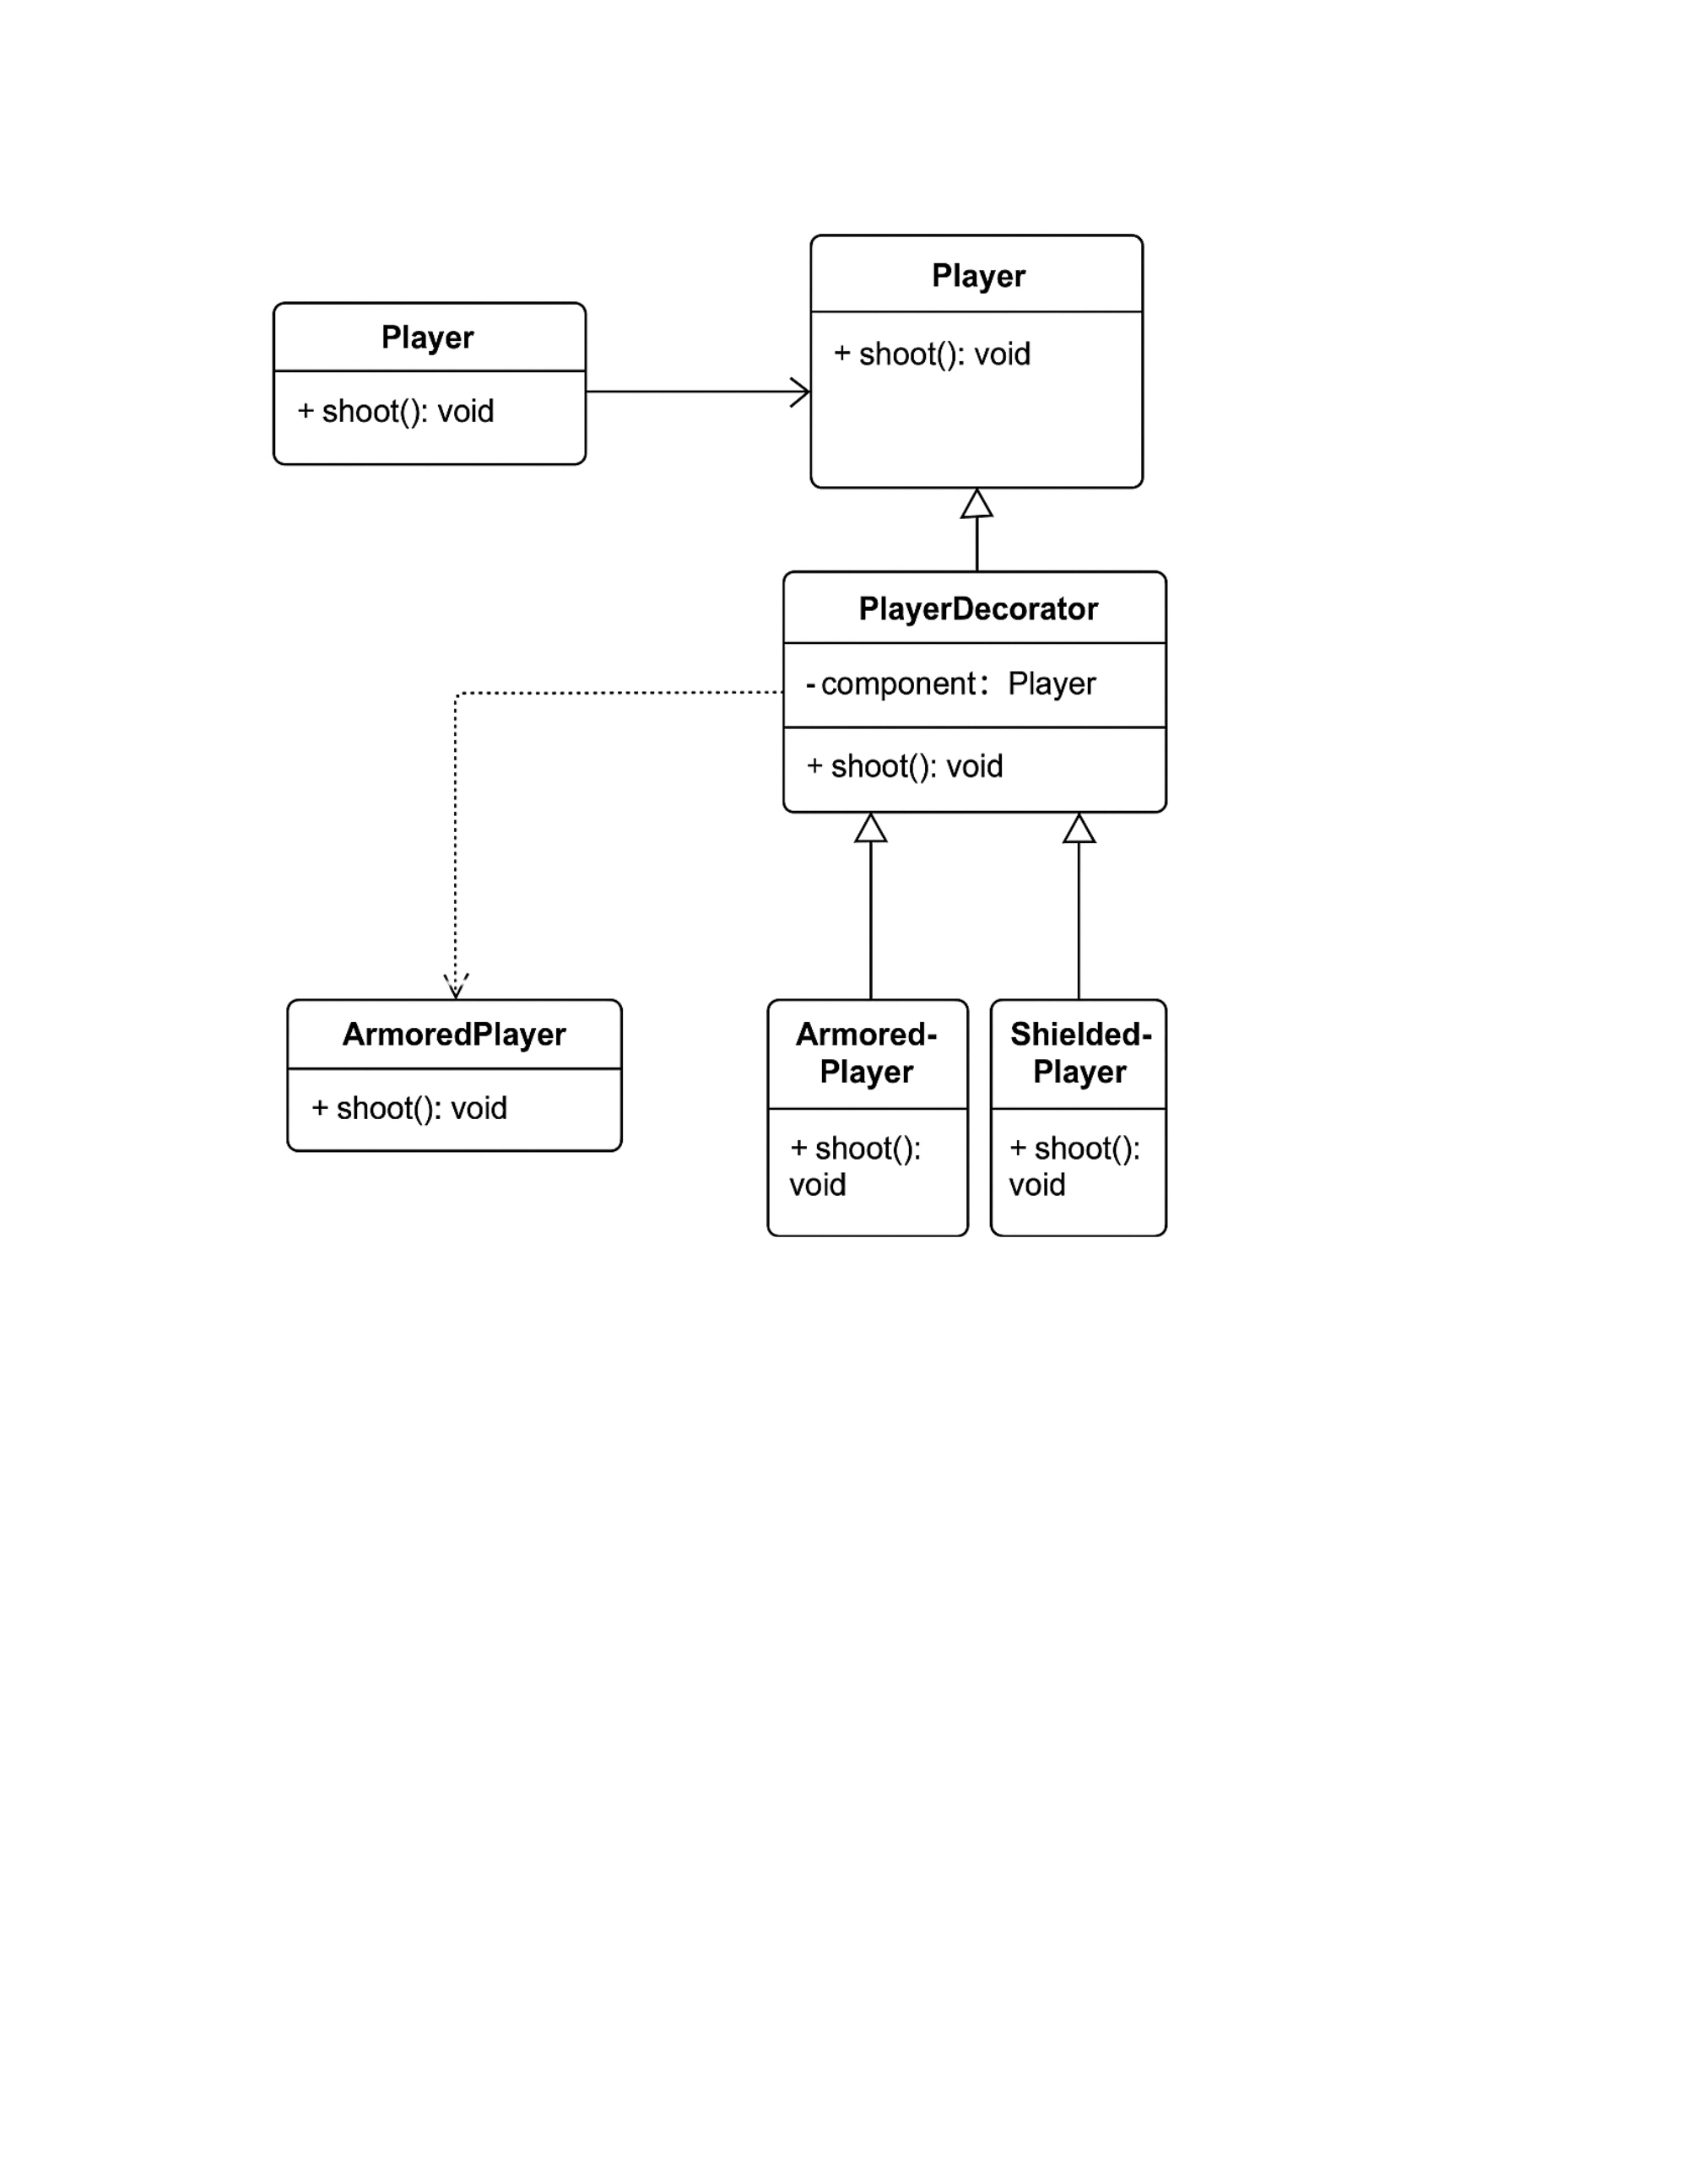 Player
+ shoot(): void
Player
+ shoot(): void
PlayerDecorator
- component: Player
+ shoot(): void
ArmoredPlayer
+ shoot(): void
Armored-
Player
+ shoot():
void
Shielded-
Player
+ shoot():
void